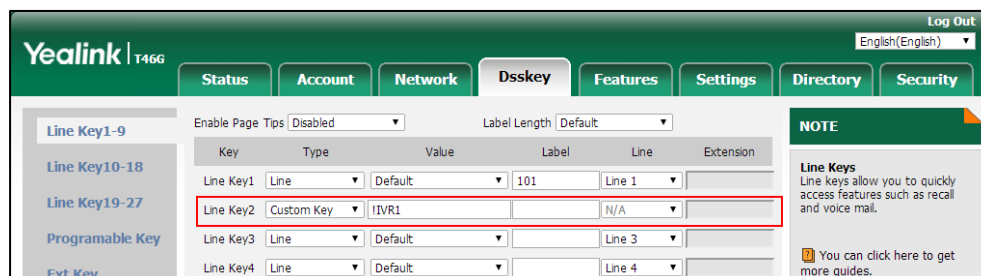 Log Out
Yealink | T46G
English(English)
Status Account Network Dsskey Features Settings Directory Security
Line Key1-9
Line Key10-18
Line Key19-27
Programable Key
Ext Key
Enable Page Tips Disabled Label Length Default
Key Type Value Label Line Extension
Line Key1 Line Default 101 Line 1
Line Key2 Custom Key !IVR1 N/A
Line Key3 Line Default Line 3
Line Key4 Line Default Line 4
NOTE
Line Keys
Line keys allow you to quickly
access features such as recall
and voice mail.
You can click here to get
more guides.